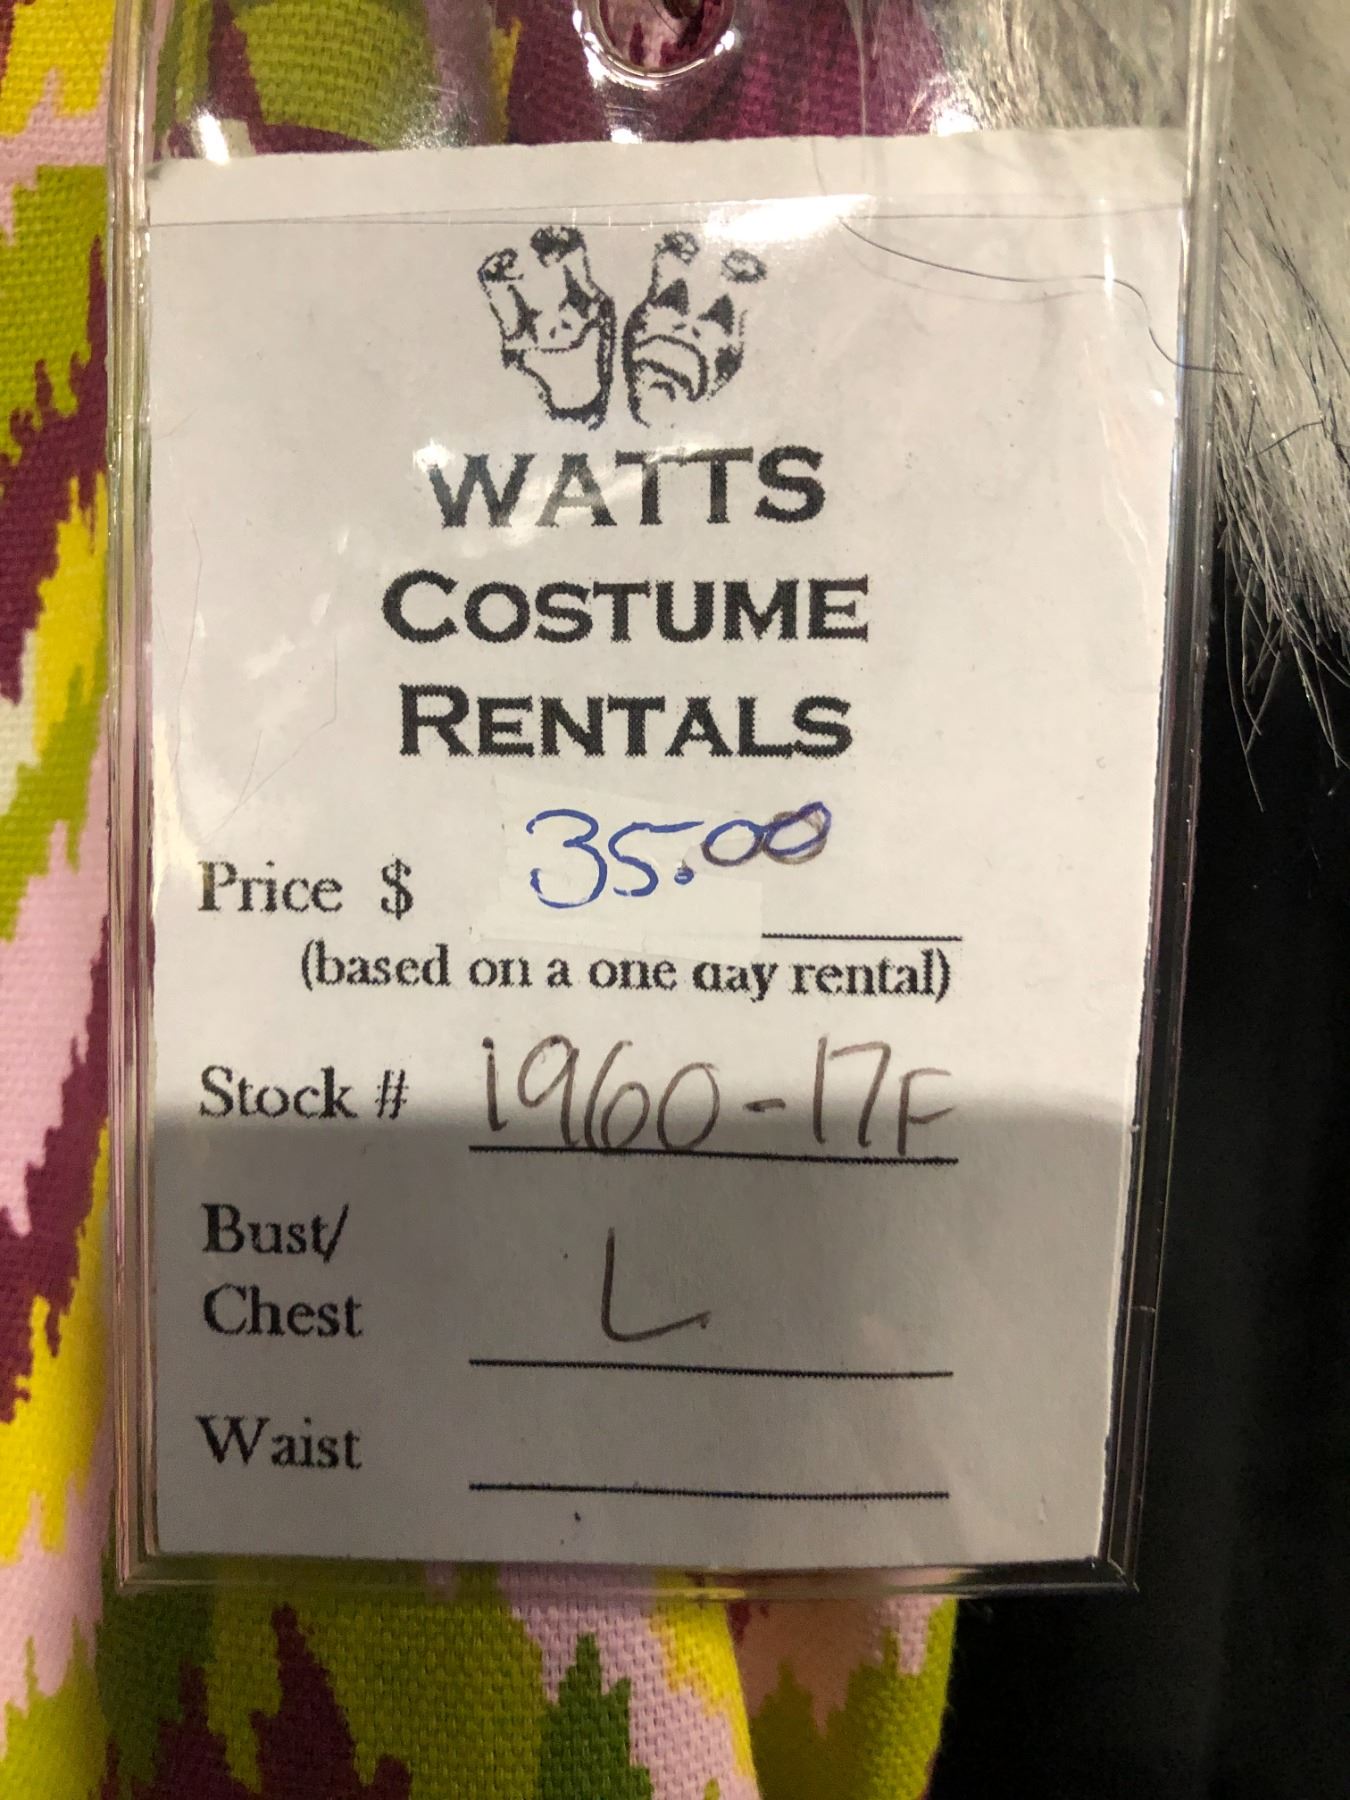 WATTS
COSTUME
RENTALS
Price $ 35.00
(based on a one day rental)
Stock # 1960-17F
Bust/
Chest L
Waist